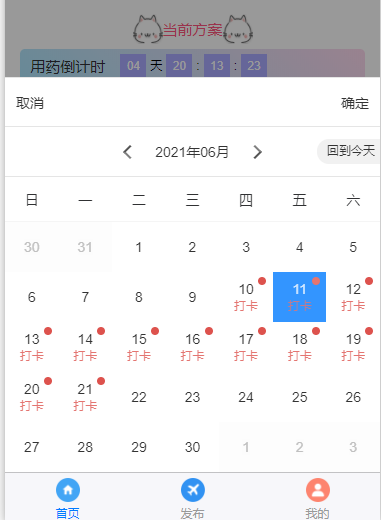 当前方案
用药倒计时 04 天 20 : 13 : 23
取消 确定
2021年06月 回到今天
日 一 二 三 四 五 六
30 31 1 2 3 4 5
6 7 8 9 10 11 12
打卡 打卡 打卡
13 14 15 16 17 18 19
打卡 打卡 打卡 打卡 打卡 打卡 打卡
20 21 22 23 24 25 26
打卡 打卡
27 28 29 30 1 2 3
首页 发布 我的